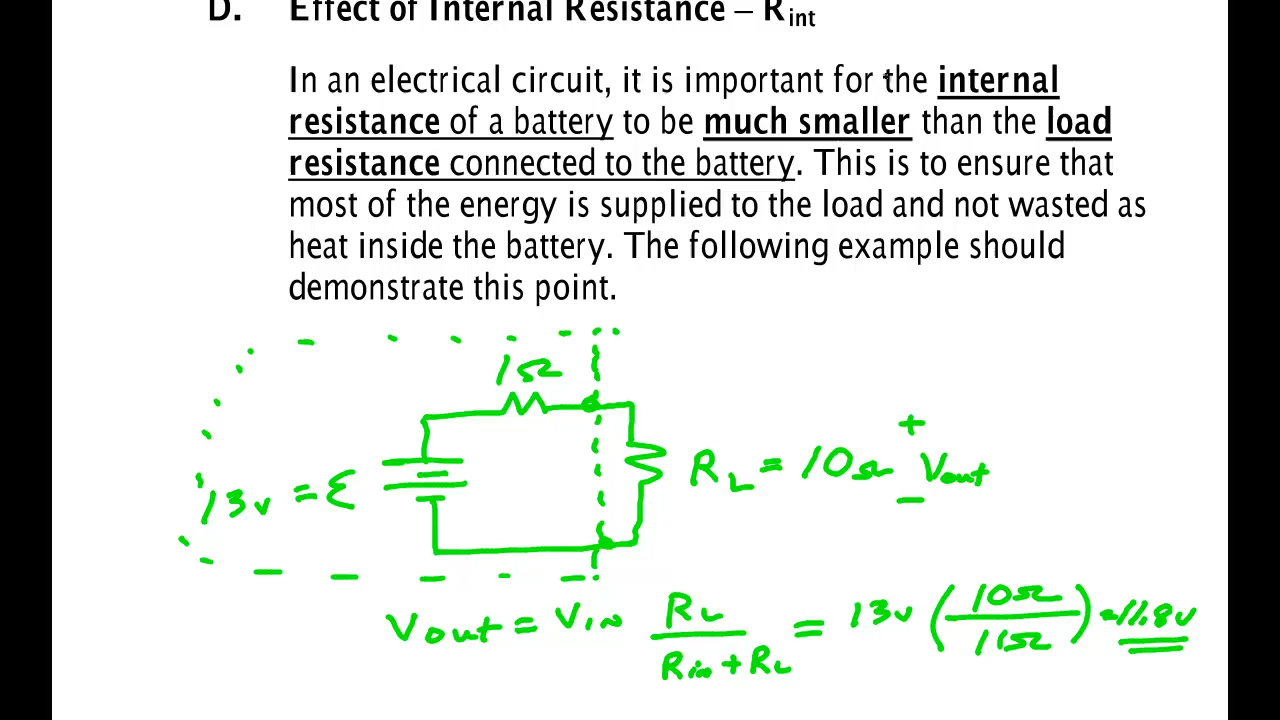 D. Effect of Internal Resistance – Rint
In an electrical circuit, it is important for the internal
resistance of a battery to be much smaller than the load
resistance connected to the battery. This is to ensure that
most of the energy is supplied to the load and not wasted as
heat inside the battery. The following example should
demonstrate this point.
1Ω
+
13v = ε
RL = 10Ω Vout
–
Vout = VIN RL / Rin + RL = 13v (10Ω / 11Ω) = 11.8v